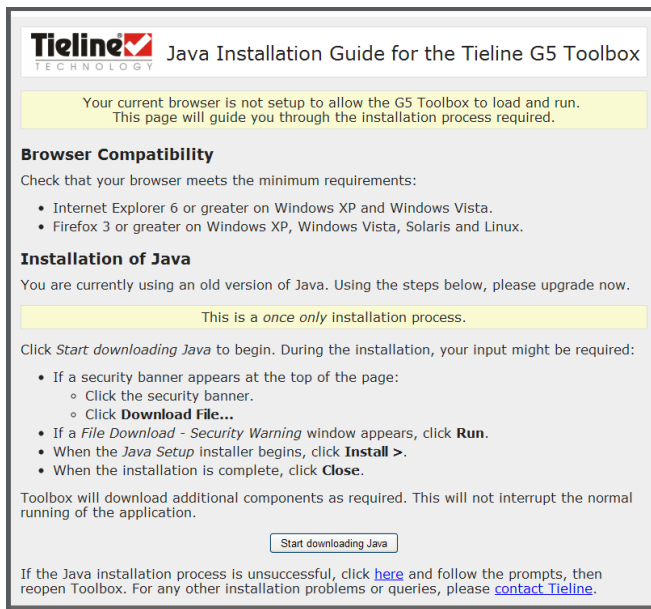 Tieline
TECHNOLOGY
Java Installation Guide for the Tieline G5 Toolbox
Your current browser is not setup to allow the G5 Toolbox to load and run.
This page will guide you through the installation process required.
Browser Compatibility
Check that your browser meets the minimum requirements:
• Internet Explorer 6 or greater on Windows XP and Windows Vista.
• Firefox 3 or greater on Windows XP, Windows Vista, Solaris and Linux.
Installation of Java
You are currently using an old version of Java. Using the steps below, please upgrade now.
This is a once only installation process.
Click Start downloading Java to begin. During the installation, your input might be required:
• If a security banner appears at the top of the page:
○ Click the security banner.
○ Click Download File...
• If a File Download - Security Warning window appears, click Run.
• When the Java Setup installer begins, click Install >.
• When the installation is complete, click Close.
Toolbox will download additional components as required. This will not interrupt the normal
running of the application.
Start downloading Java
If the Java installation process is unsuccessful, click here and follow the prompts, then
reopen Toolbox. For any other installation problems or queries, please contact Tieline.